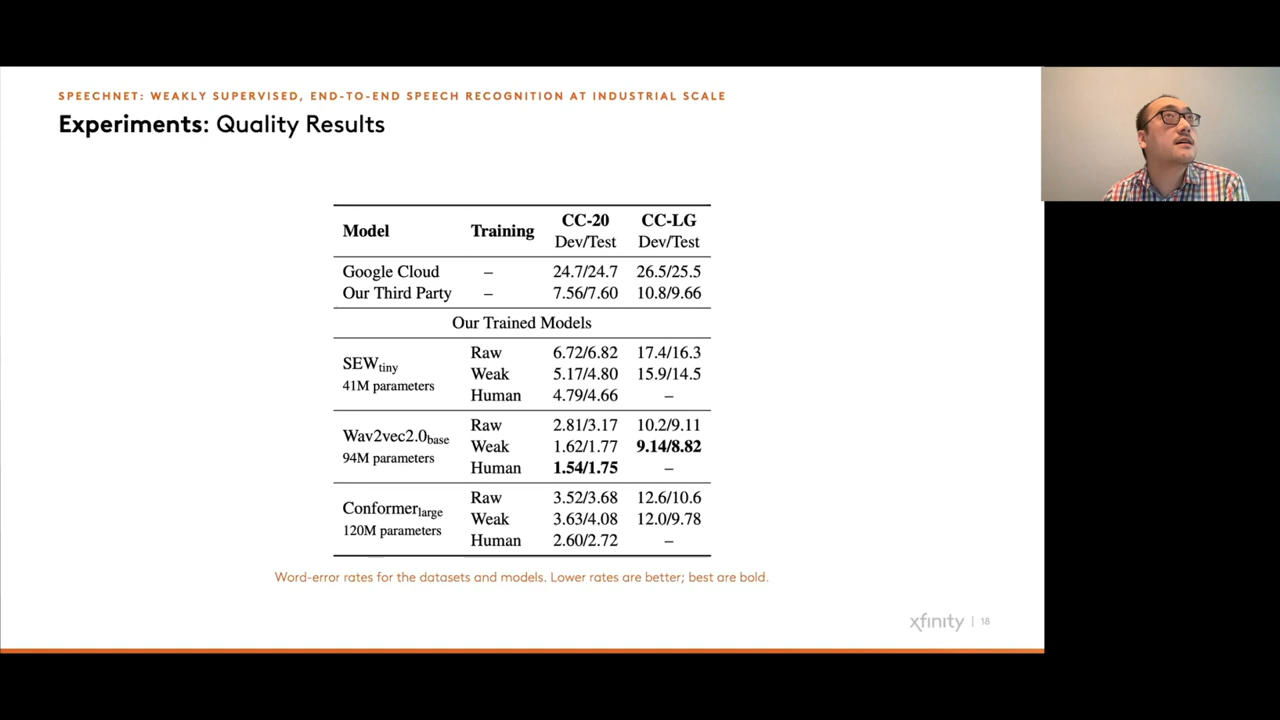 SPEECHNET: WEAKLY SUPERVISED, END-TO-END SPEECH RECOGNITION AT INDUSTRIAL SCALE
Experiments: Quality Results
Model Training CC-20 CC-LG
Dev/Test Dev/Test
Google Cloud – 24.7/24.7 26.5/25.5
Our Third Party – 7.56/7.60 10.8/9.66
Our Trained Models
SEWtiny
41M parameters
Raw 6.72/6.82 17.4/16.3
Weak 5.17/4.80 15.9/14.5
Human 4.79/4.66 –
Wav2vec2.0base
94M parameters
Raw 2.81/3.17 10.2/9.11
Weak 1.62/1.77 9.14/8.82
Human 1.54/1.75 –
Conformerlarge
120M parameters
Raw 3.52/3.68 12.6/10.6
Weak 3.63/4.08 12.0/9.78
Human 2.60/2.72 –
Word-error rates for the datasets and models. Lower rates are better; best are bold.
xfinity | 18